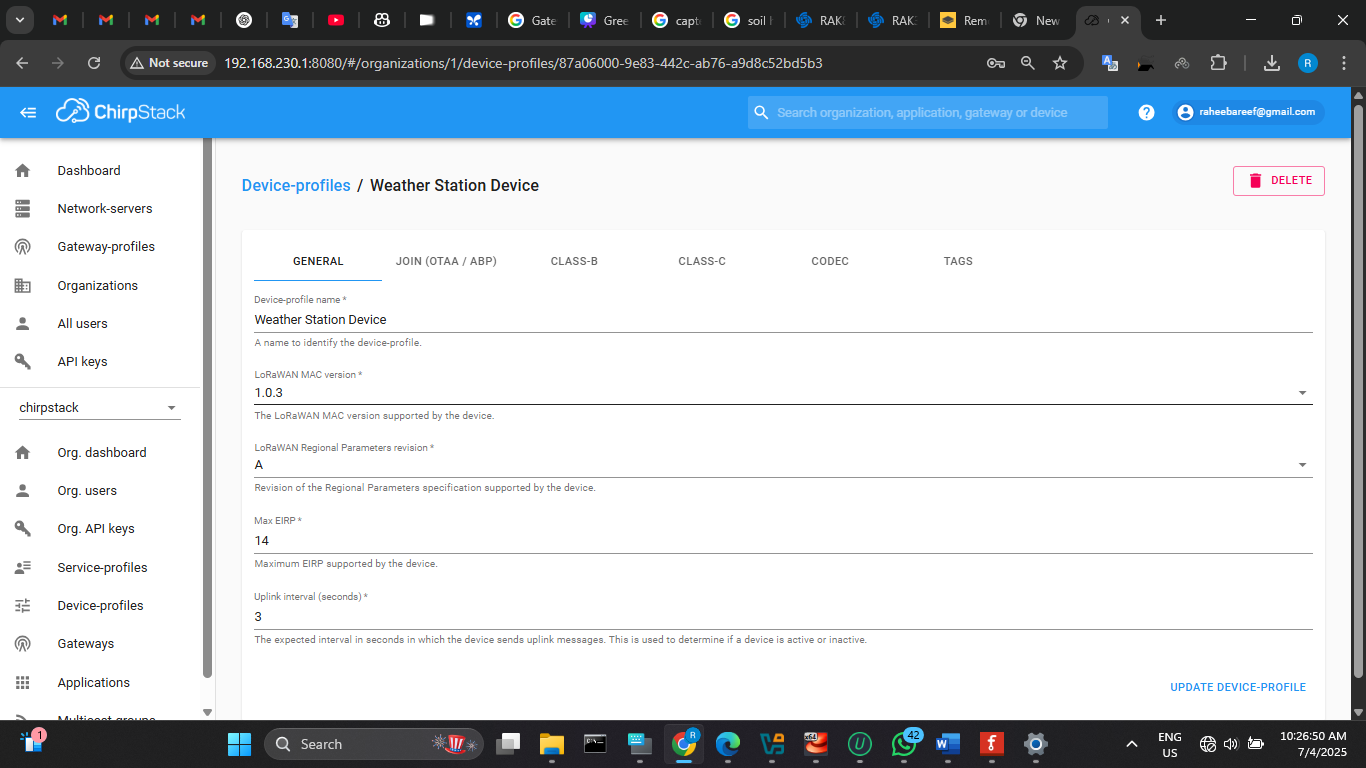 Gate
Gree
capt
soil
RAK
RAK
Rem
New
Not secure
192.168.230.1:8080/#/organizations/1/device-profiles/87a06000-9e83-442c-ab76-a9d8c52bd5b3
R
ChirpStack
Search organization, application, gateway or device
raheebareef@gmail.com
Dashboard
Network-servers
Gateway-profiles
Organizations
All users
API keys
chirpstack
Org. dashboard
Org. users
Org. API keys
Service-profiles
Device-profiles
Gateways
Applications
Multicast-groups
Device-profiles / Weather Station Device
DELETE
GENERAL JOIN (OTAA / ABP) CLASS-B CLASS-C CODEC TAGS
Device-profile name *
Weather Station Device
A name to identify the device-profile.
LoRaWAN MAC version *
1.0.3
The LoRaWAN MAC version supported by the device.
LoRaWAN Regional Parameters revision *
A
Revision of the Regional Parameters specification supported by the device.
Max EIRP *
14
Maximum EIRP supported by the device.
Uplink interval (seconds) *
3
The expected interval in seconds in which the device sends uplink messages. This is used to determine if a device is active or inactive.
UPDATE DEVICE-PROFILE
1
Search
R
42
ENG
US
10:26:50 AM
7/4/2025